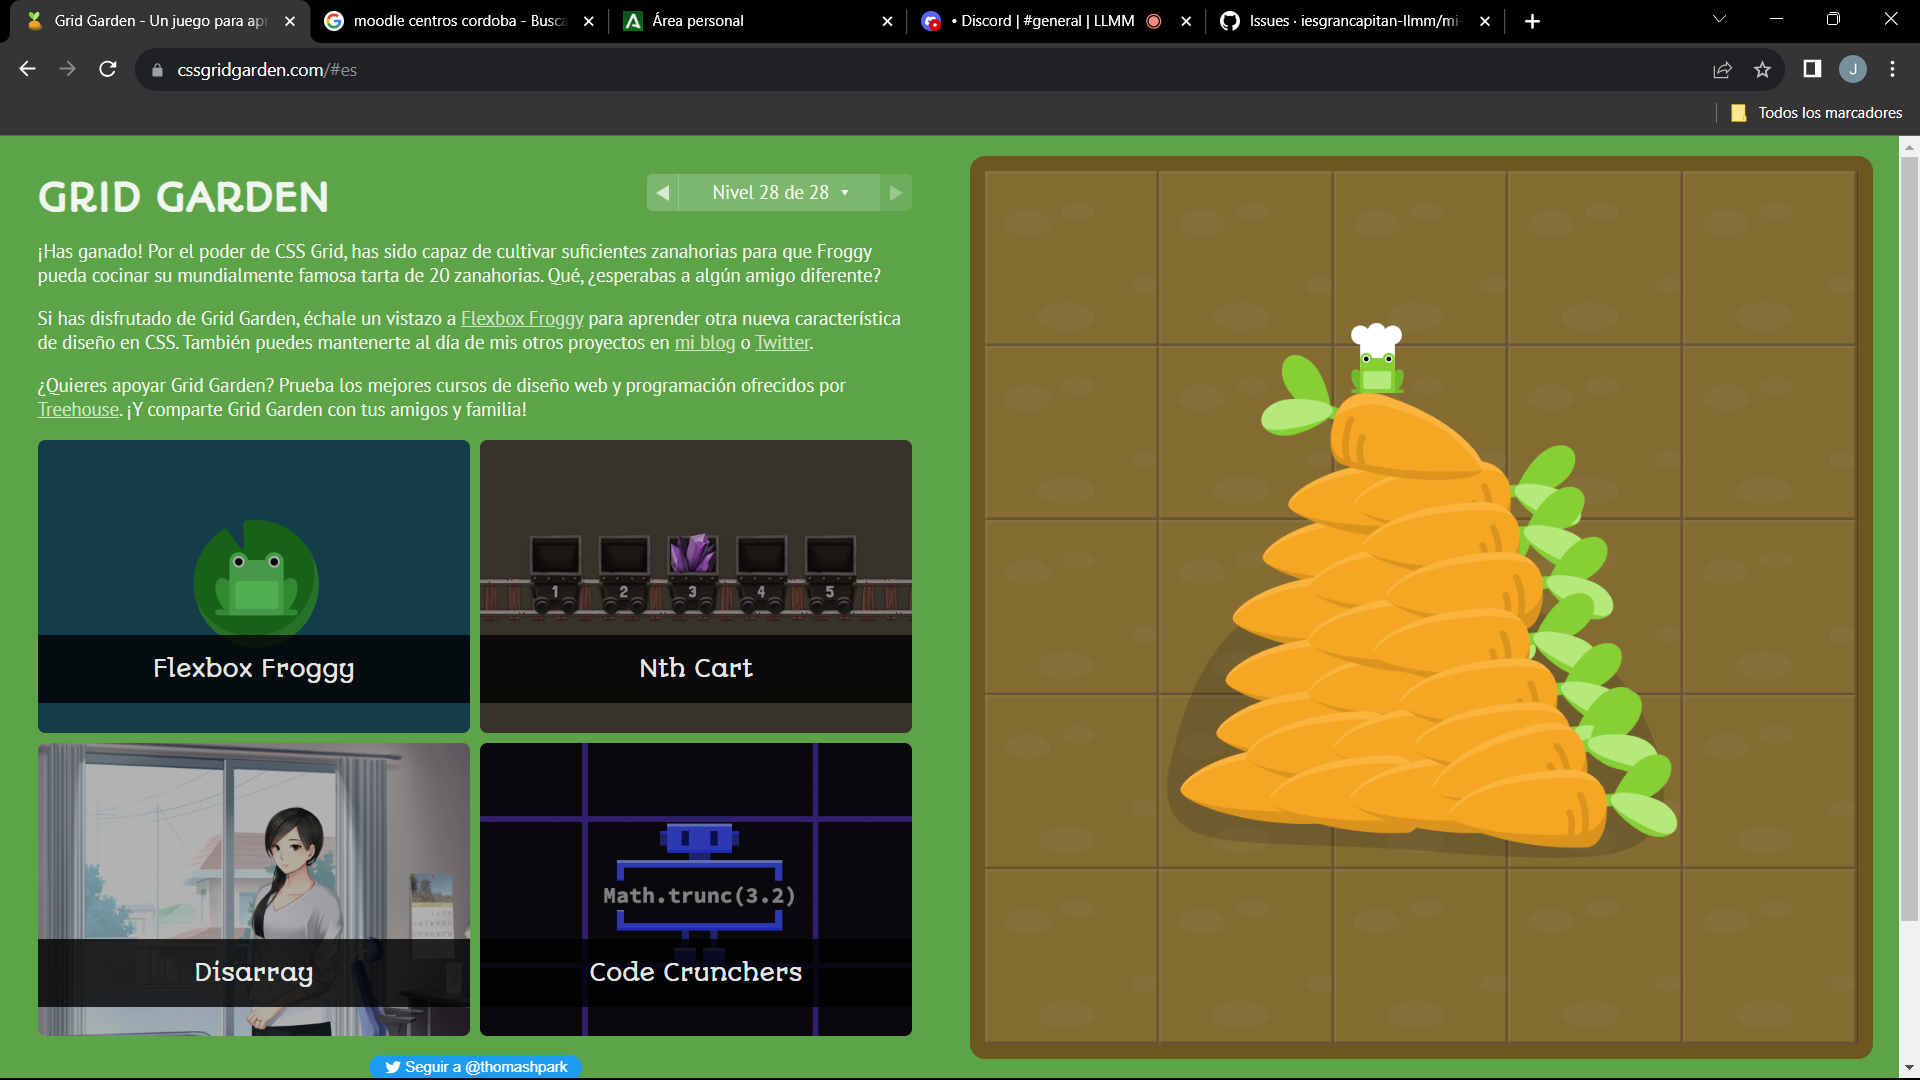 Grid Garden - Un juego para apr
moodle centros cordoba - Busca
Área personal
• Discord | #general | LLMM
Issues · iesgrancapitan-llmm/mi-
cssgridgarden.com/#es
J
Todos los marcadores
GRID GARDEN
Nivel 28 de 28
¡Has ganado! Por el poder de CSS Grid, has sido capaz de cultivar suficientes zanahorias para que Froggy
pueda cocinar su mundialmente famosa tarta de 20 zanahorias. Qué, ¿esperabas a algún amigo diferente?
Si has disfrutado de Grid Garden, échale un vistazo a Flexbox Froggy para aprender otra nueva característica
de diseño en CSS. También puedes mantenerte al día de mis otros proyectos en mi blog o Twitter.
¿Quieres apoyar Grid Garden? Prueba los mejores cursos de diseño web y programación ofrecidos por
Treehouse. ¡Y comparte Grid Garden con tus amigos y familia!
Flexbox Froggy
1 2 3 4 5
Nth Cart
Disarray
Math.trunc(3.2)
Code Crunchers
Seguir a @thomashpark